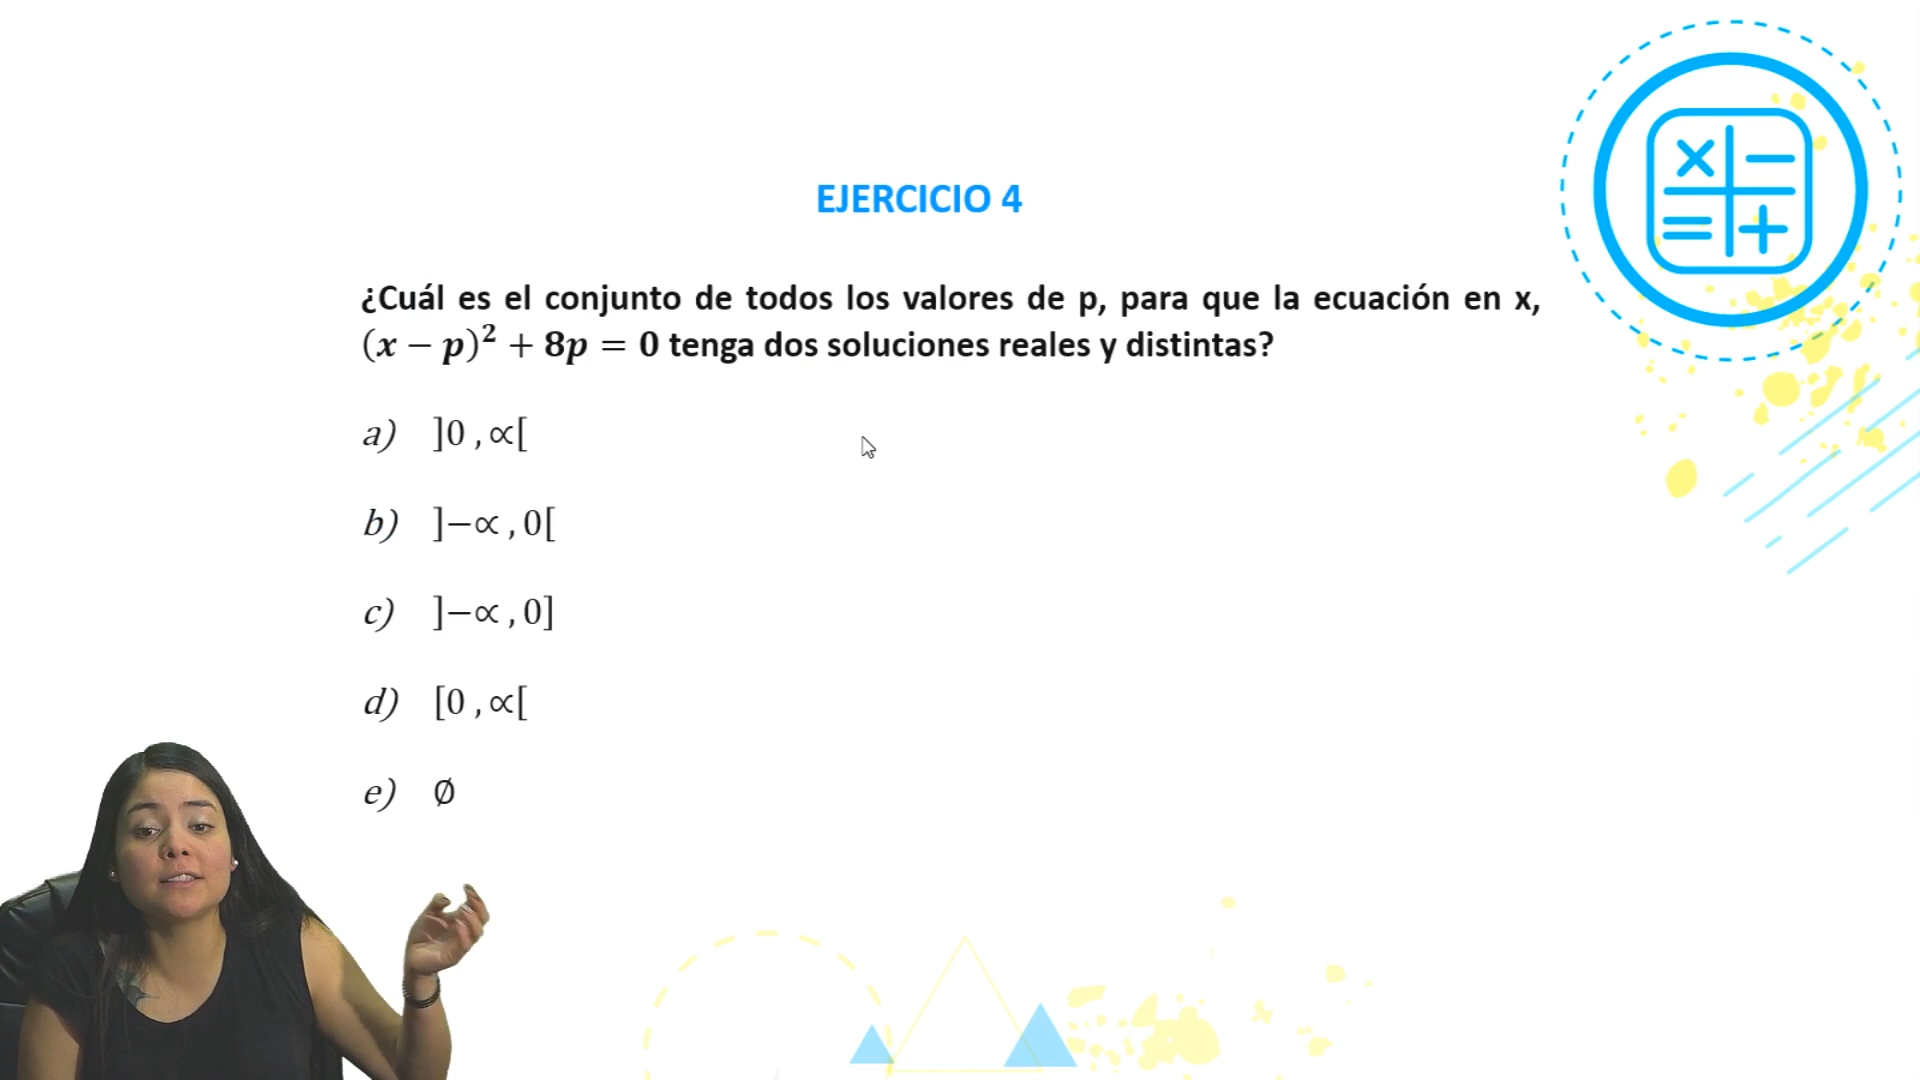 EJERCICIO 4
¿Cuál es el conjunto de todos los valores de p, para que la ecuación en x,
(x − p)² + 8p = 0 tenga dos soluciones reales y distintas?
a) ]0 , ∝[
b) ]−∝ , 0[
c) ]−∝ , 0]
d) [0 , ∝[
e) ∅